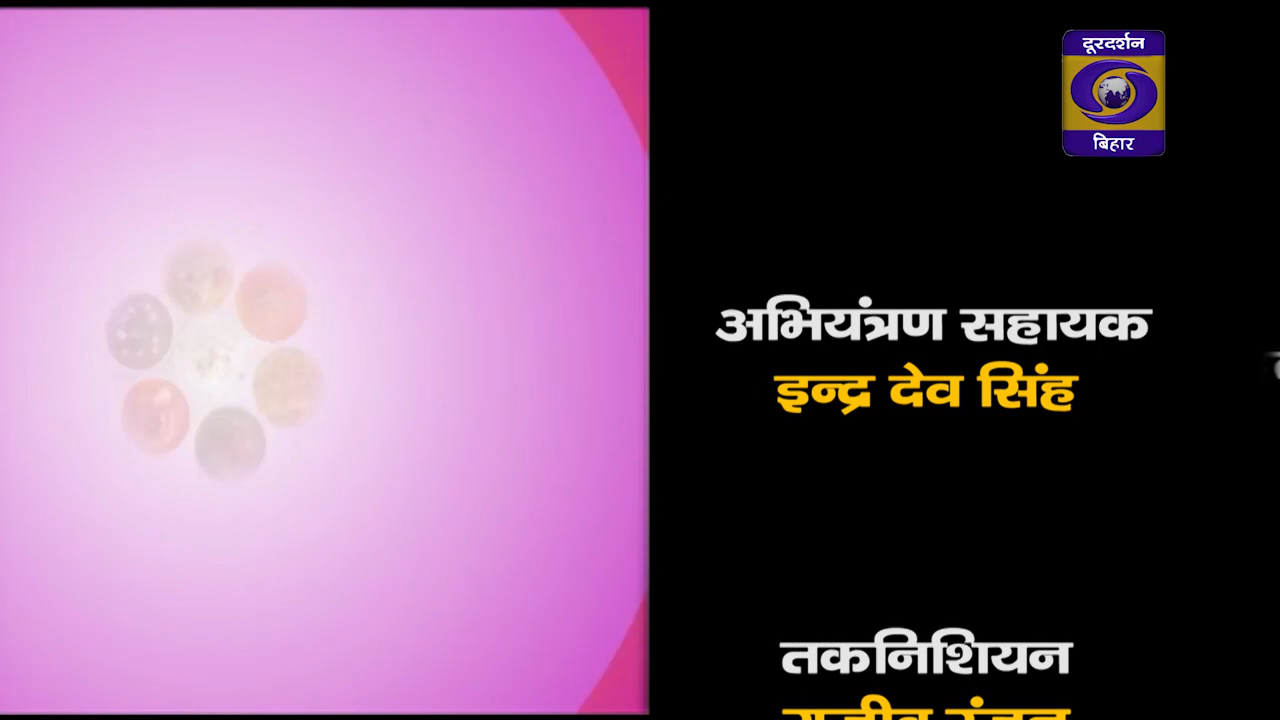 दूरदर्शन
बिहार
अभियंत्रण सहायक
इन्द्र देव सिंह
तकनिशियन